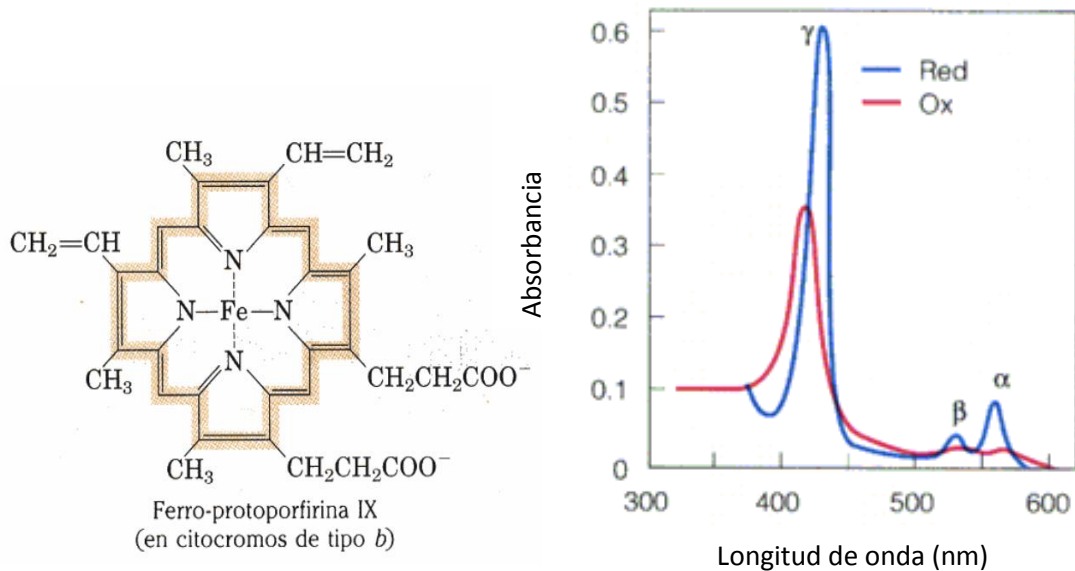 CH₃
CH=CH₂
CH₂=CH
CH₃
N
N—Fe—N
N
CH₃
CH₂CH₂COO⁻
CH₃
CH₂CH₂COO⁻
Ferro-protoporfirina IX
(en citocromos de tipo b)
Absorbancia
0.6
0.5
0.4
0.3
0.2
0.1
0
γ
Red
Ox
β
α
300
400
500
600
Longitud de onda (nm)